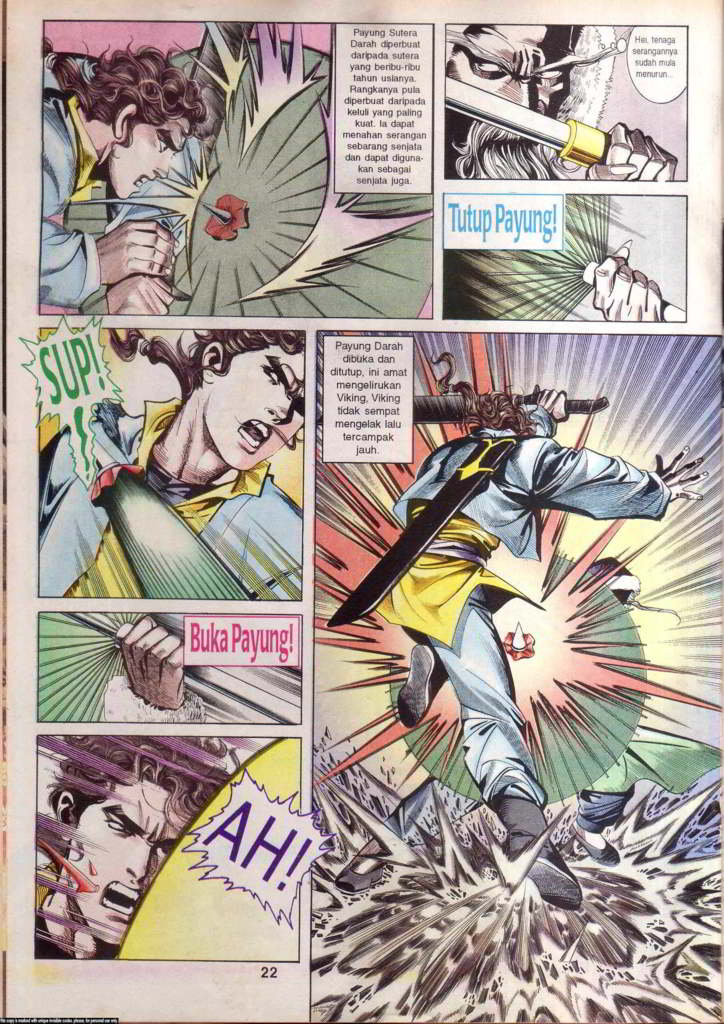 Payung Sutera
Darah diperbuat
daripada sutera
yang beribu-ribu
tahun usianya.
Rangkanya pula
diperbuat daripada
keluli yang paling
kuat. Ia dapat
menahan serangan
sebarang senjata
dan dapat diguna-
kan sebagai
senjata juga.
Hei, tenaga
serangannya
sudah mula
menurun...
Tutup Payung!
SUP!
Payung Darah
dibuka dan
ditutup, ini amat
mengelirukan
Viking, Viking
tidak sempat
mengelak lalu
tercampak
jauh.
Buka Payung!
AH!
22